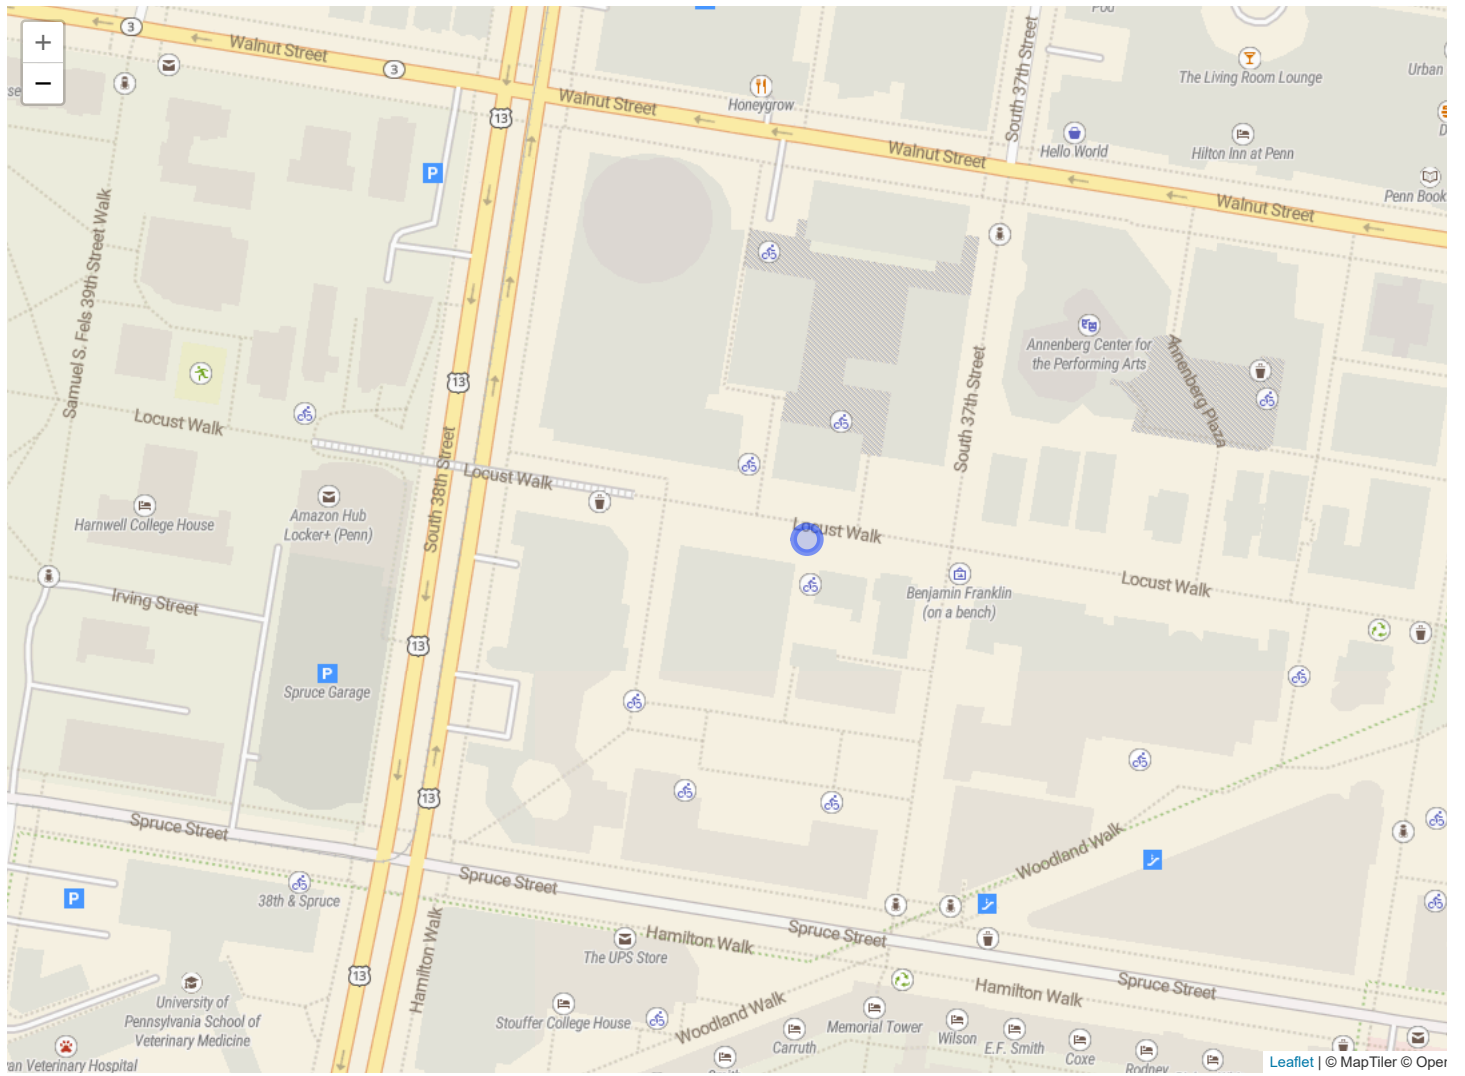 +
−
3
Walnut Street
3
13
Walnut Street
Honeygrow
South 37th Street
The Living Room Lounge
Urban
Hello World
Hilton Inn at Penn
Walnut Street
Penn Book
Walnut Street
P
Samuel S. Fels 39th Street Walk
13
Annenberg Center for
the Performing Arts
Annenberg Plaza
South 37th Street
Locust Walk
South 38th Street
Locust Walk
Harnwell College House
Amazon Hub
Locker+ (Penn)
Locust Walk
Locust Walk
Benjamin Franklin
(on a bench)
Irving Street
13
P
Spruce Garage
13
Spruce Street
Woodland Walk
P
38th & Spruce
Spruce Street
Hamilton Walk
Hamilton Walk
Spruce Street
The UPS Store
13
Spruce Street
Hamilton Walk
University of
Pennsylvania School of
Veterinary Medicine
Stouffer College House
Woodland Walk
Memorial Tower
Carruth
Wilson
E.F. Smith
Coxe
Rodney
an Veterinary Hospital
Leaflet | © MapTiler © Oper